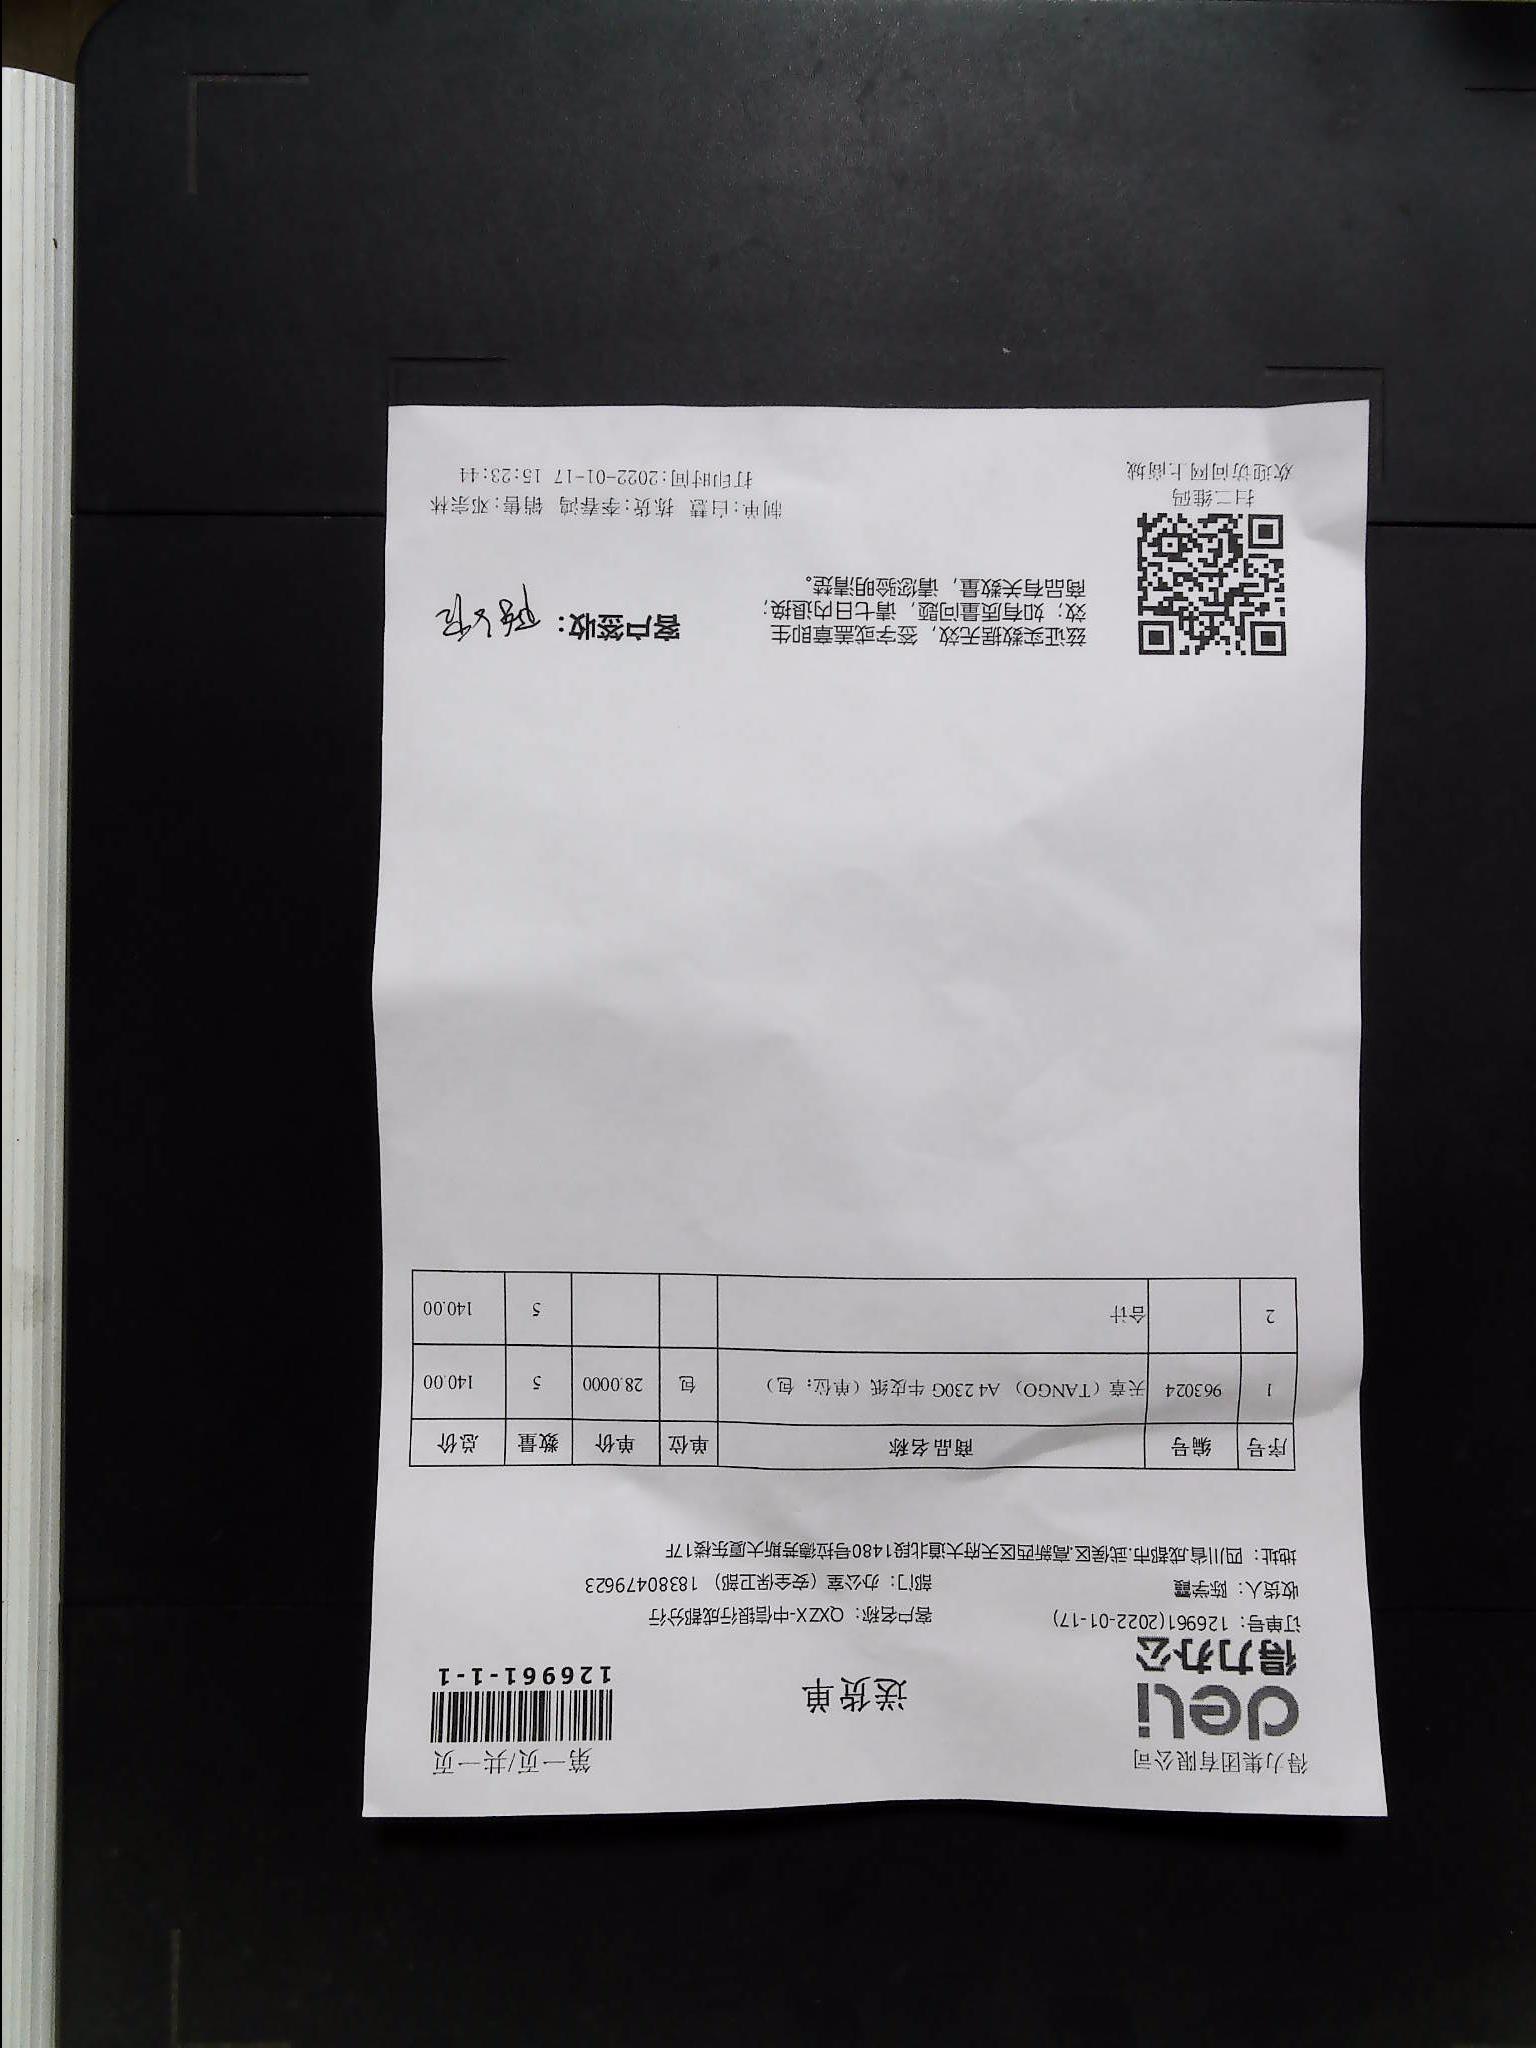 得力集团有限公司
第一页/共一页
deli
得力办公
送货单
126961-1-1
订单号：126961(2022-01-17)
客户名称：QXZX-中信银行成都分行
收货人：陈学霞
部门：办公室（安全保卫部）18380479623
地址：四川省.成都市.武侯区.高新西区天府大道北段1480号拉德芳斯大厦东楼17F
序号 编号 商品名称 单位 单价 数量 总价
1 963024 天章（TANGO） A4 230G 牛皮纸（单位：包） 包 28.0000 5 140.00
2 合计 5 140.00
兹证实数据无效，签字或盖章即生
效；如有质量问题，请七日内退换；
商品有关数量，请您验明清楚。
客户签收：
扫二维码
欢迎访问网上商城
制单:白慧 拣货:李春鸿 销售:邓宗林
打印时间:2022-01-17 15:23:44